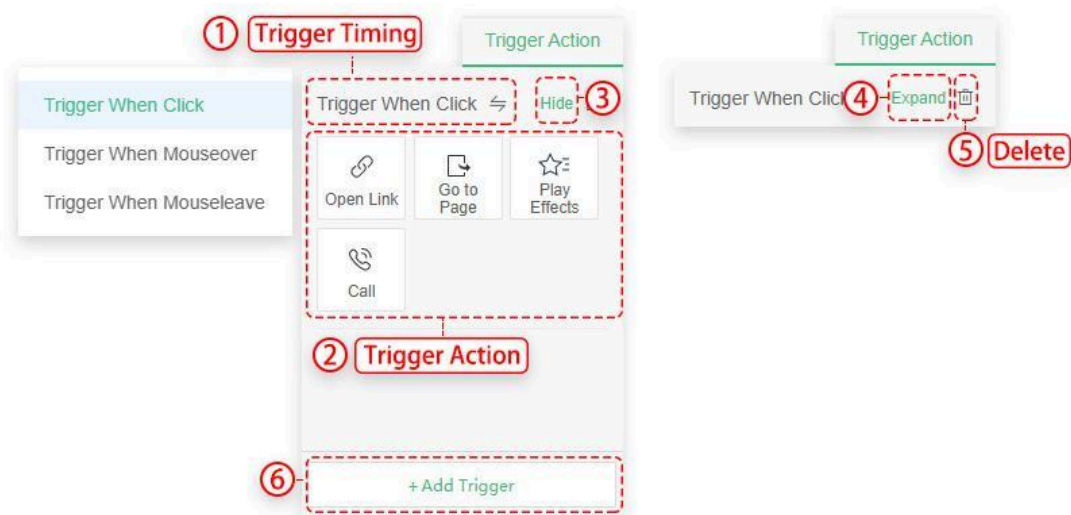 ① Trigger Timing
Trigger Action
Trigger When Click
Trigger When Mouseover
Trigger When Mouseleave
Trigger When Click
Hide
③
Open Link
Go to
Page
Play
Effects
Call
② Trigger Action
⑥
+ Add Trigger
Trigger Action
Trigger When Click
④
Expand
⑤ Delete